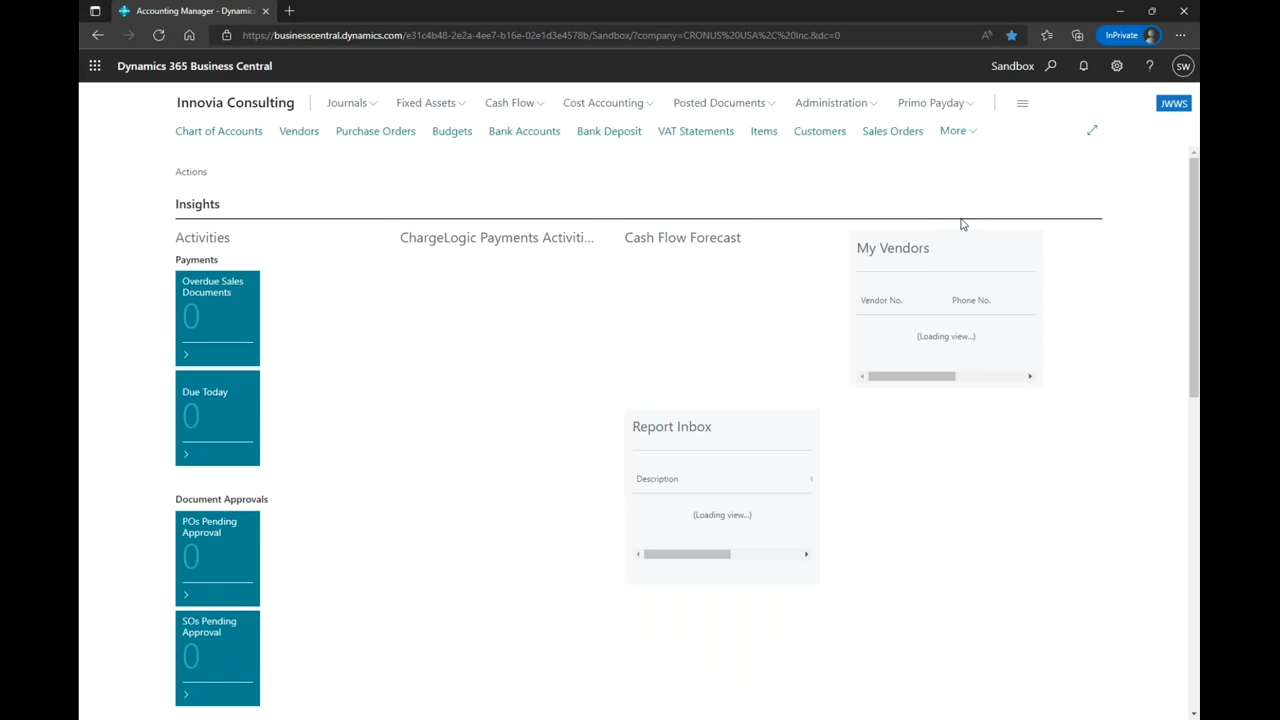 Accounting Manager - Dynamics
https://businesscentral.dynamics.com/e31c4b48-2e2a-4ee7-b16e-02e1d3e4578b/Sandbox/?company=CRONUS%20USA%2C%20Inc.&dc=0
InPrivate
Dynamics 365 Business Central
Sandbox
?
SW
Innovia Consulting
Journals
Fixed Assets
Cash Flow
Cost Accounting
Posted Documents
Administration
Primo Payday
JWWS
Chart of Accounts
Vendors
Purchase Orders
Budgets
Bank Accounts
Bank Deposit
VAT Statements
Items
Customers
Sales Orders
More
Actions
Insights
Activities
ChargeLogic Payments Activiti...
Cash Flow Forecast
My Vendors
Payments
Overdue Sales
Documents
0
Vendor No.
Phone No.
(Loading view...)
Due Today
0
Report Inbox
Description
(Loading view...)
Document Approvals
POs Pending
Approval
0
SOs Pending
Approval
0